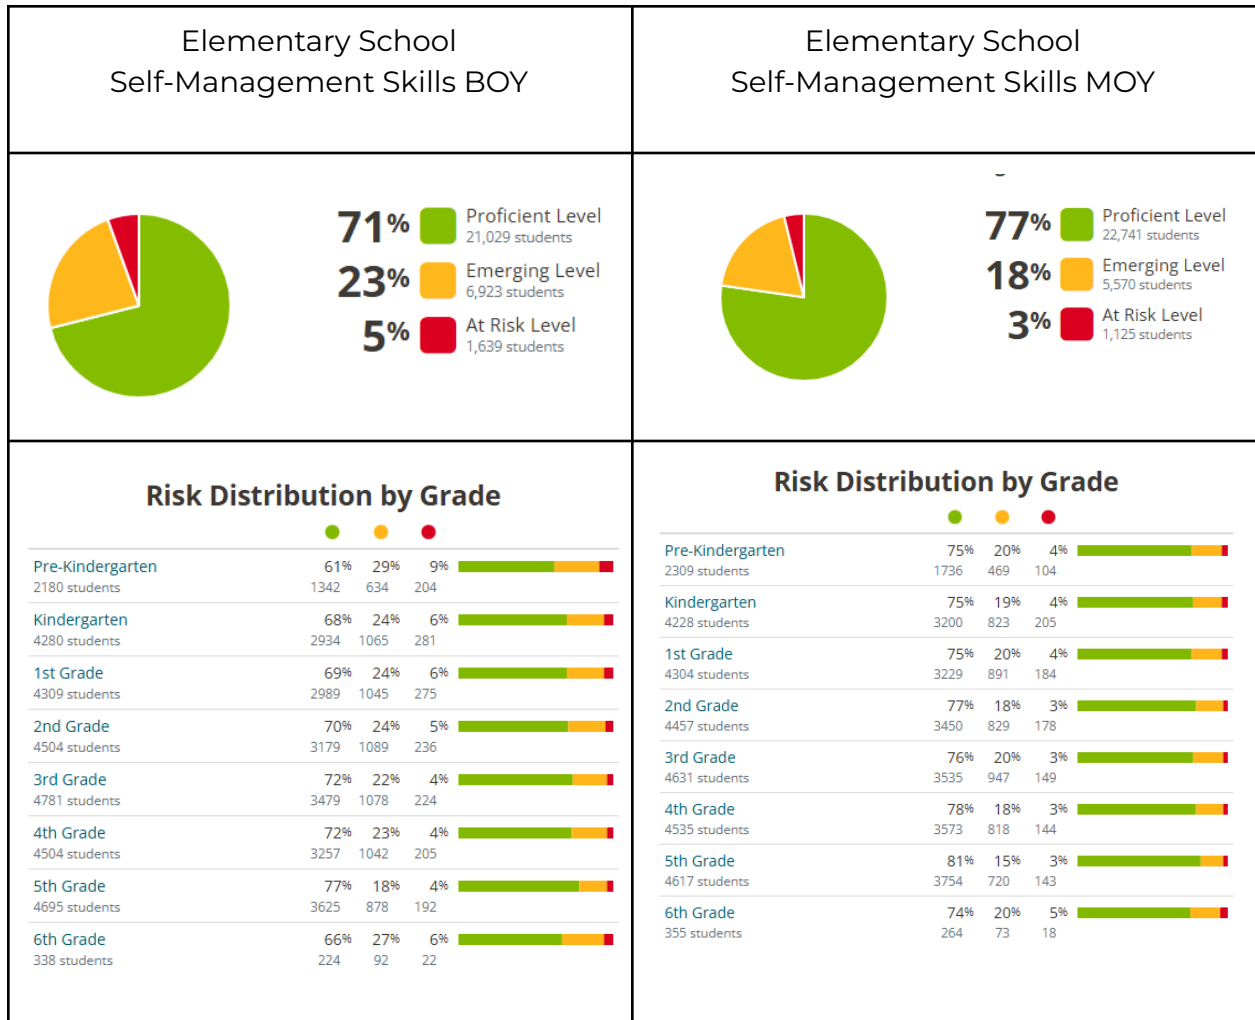 Elementary School
Self-Management Skills BOY
Elementary School
Self-Management Skills MOY
71% Proficient Level
21,029 students
23% Emerging Level
6,923 students
5% At Risk Level
1,639 students
77% Proficient Level
22,741 students
18% Emerging Level
5,570 students
3% At Risk Level
1,125 students
Risk Distribution by Grade
Pre-Kindergarten 61% 29% 9%
2180 students 1342 634 204
Kindergarten 68% 24% 6%
4280 students 2934 1065 281
1st Grade 69% 24% 6%
4309 students 2989 1045 275
2nd Grade 70% 24% 5%
4504 students 3179 1089 236
3rd Grade 72% 22% 4%
4781 students 3479 1078 224
4th Grade 72% 23% 4%
4504 students 3257 1042 205
5th Grade 77% 18% 4%
4695 students 3625 878 192
6th Grade 66% 27% 6%
338 students 224 92 22
Risk Distribution by Grade
Pre-Kindergarten 75% 20% 4%
2309 students 1736 469 104
Kindergarten 75% 19% 4%
4228 students 3200 823 205
1st Grade 75% 20% 4%
4304 students 3229 891 184
2nd Grade 77% 18% 3%
4457 students 3450 829 178
3rd Grade 76% 20% 3%
4631 students 3535 947 149
4th Grade 78% 18% 3%
4535 students 3573 818 144
5th Grade 81% 15% 3%
4617 students 3754 720 143
6th Grade 74% 20% 5%
355 students 264 73 18